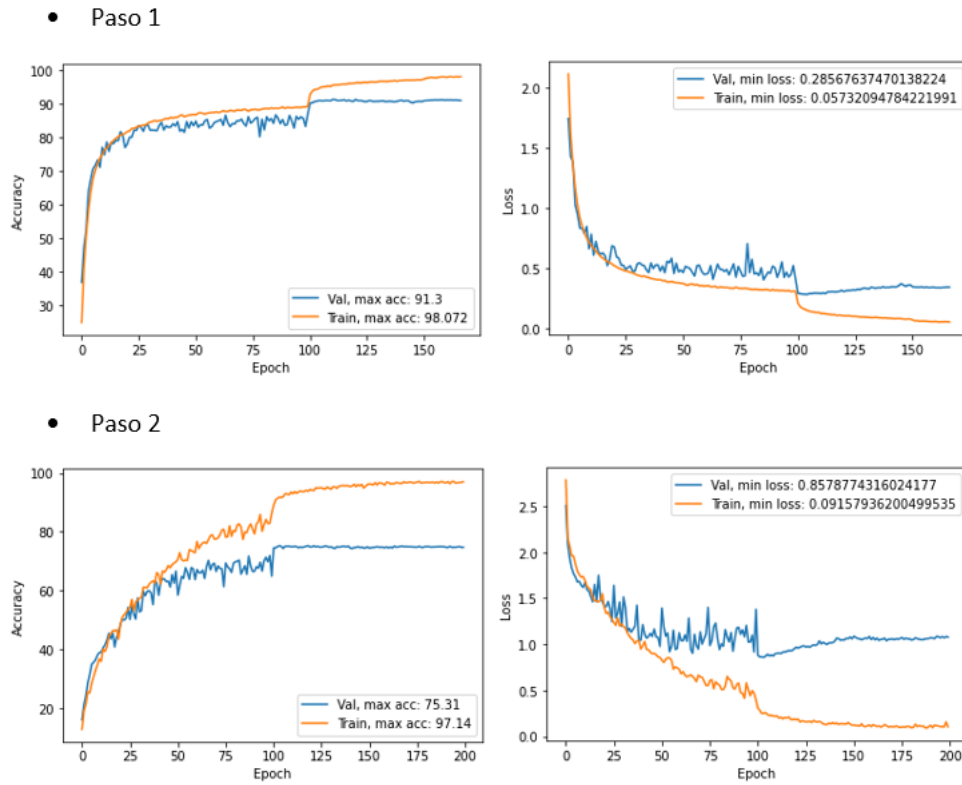 • Paso 1
100
90
80
70
60
50
40
30
Accuracy
0 25 50 75 100 125 150
Epoch
Val, max acc: 91.3
Train, max acc: 98.072
2.0
1.5
1.0
0.5
0.0
Loss
0 25 50 75 100 125 150
Epoch
Val, min loss: 0.28567637470138224
Train, min loss: 0.05732094784221991
• Paso 2
100
80
60
40
20
Accuracy
0 25 50 75 100 125 150 175 200
Epoch
Val, max acc: 75.31
Train, max acc: 97.14
2.5
2.0
1.5
1.0
0.5
0.0
Loss
0 25 50 75 100 125 150 175 200
Epoch
Val, min loss: 0.8578774316024177
Train, min loss: 0.09157936200499535